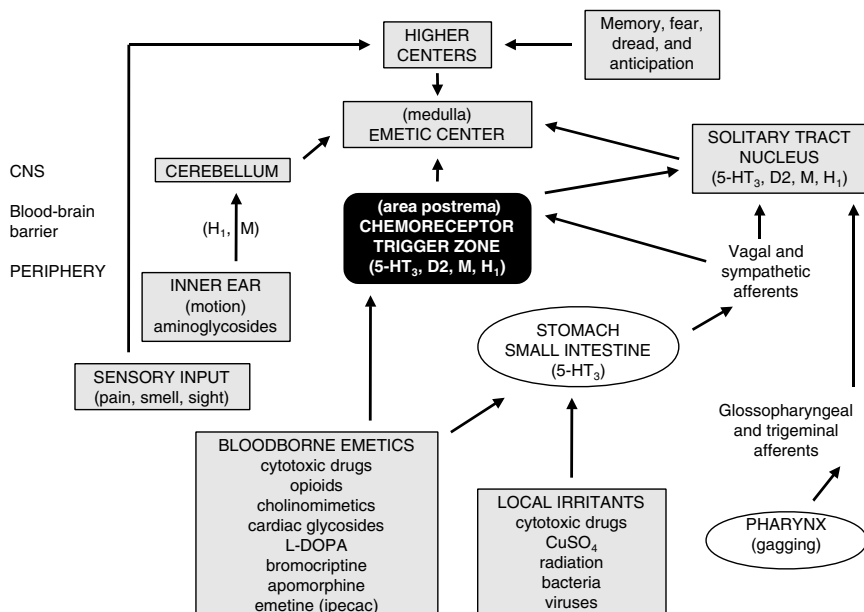 HIGHER
CENTERS
Memory, fear,
dread, and
anticipation
(medulla)
EMETIC CENTER
SOLITARY TRACT
NUCLEUS
(5-HT₃, D2, M, H₁)
CNS
Blood-brain
barrier
PERIPHERY
CEREBELLUM
(H₁, M)
(area postrema)
CHEMORECEPTOR
TRIGGER ZONE
(5-HT₃, D2, M, H₁)
Vagal and
sympathetic
afferents
INNER EAR
(motion)
aminoglycosides
STOMACH
SMALL INTESTINE
(5-HT₃)
SENSORY INPUT
(pain, smell, sight)
Glossopharyngeal
and trigeminal
afferents
BLOODBORNE EMETICS
cytotoxic drugs
opioids
cholinomimetics
cardiac glycosides
L-DOPA
bromocriptine
apomorphine
emetine (ipecac)
LOCAL IRRITANTS
cytotoxic drugs
CuSO₄
radiation
bacteria
viruses
PHARYNX
(gagging)